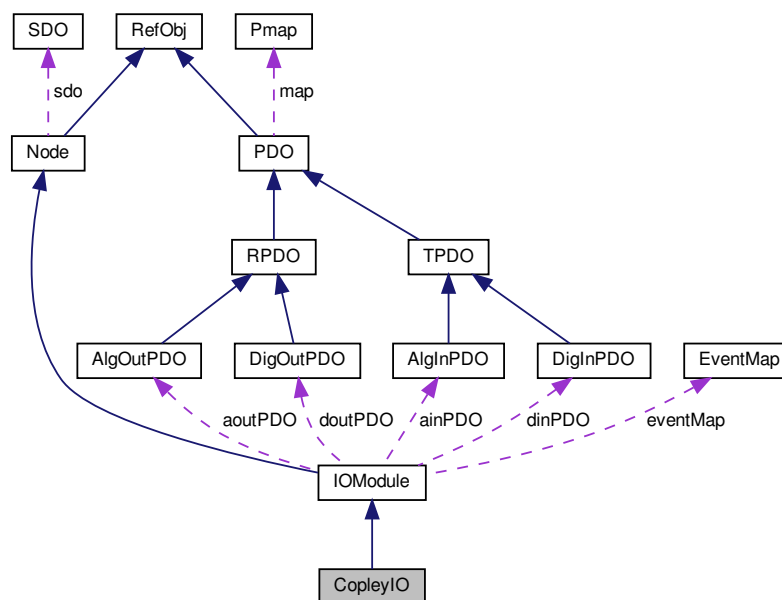 SDO
RefObj
Pmap
sdo
map
Node
PDO
RPDO
TPDO
AlgOutPDO
DigOutPDO
AlgInPDO
DigInPDO
EventMap
aoutPDO
doutPDO
ainPDO
dinPDO
eventMap
IOModule
CopleyIO